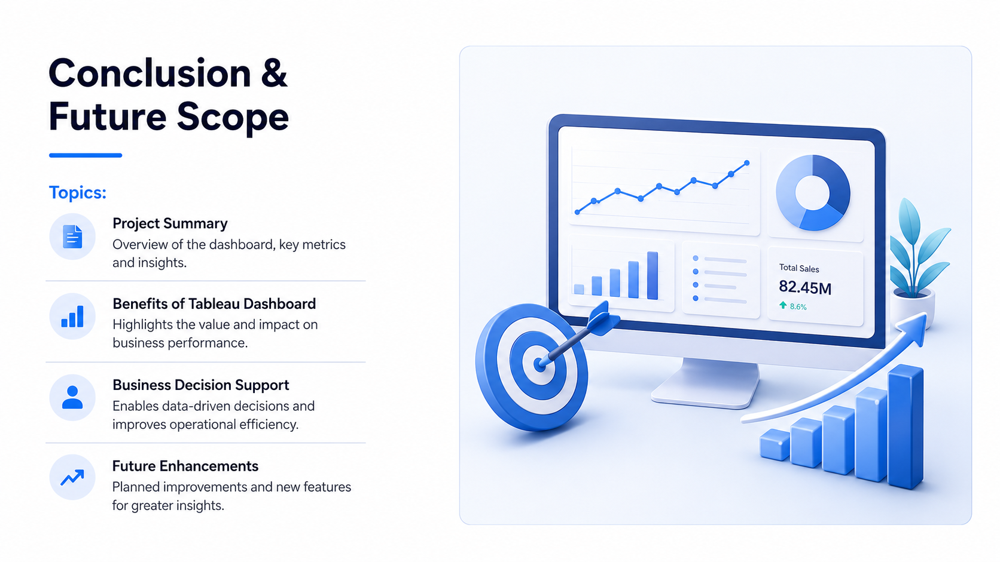 Conclusion &
Future Scope
Topics:
Project Summary
Overview of the dashboard, key metrics
and insights.
Benefits of Tableau Dashboard
Highlights the value and impact on
business performance.
Business Decision Support
Enables data-driven decisions and
improves operational efficiency.
Future Enhancements
Planned improvements and new features
for greater insights.
Total Sales
82.45M
8.6%